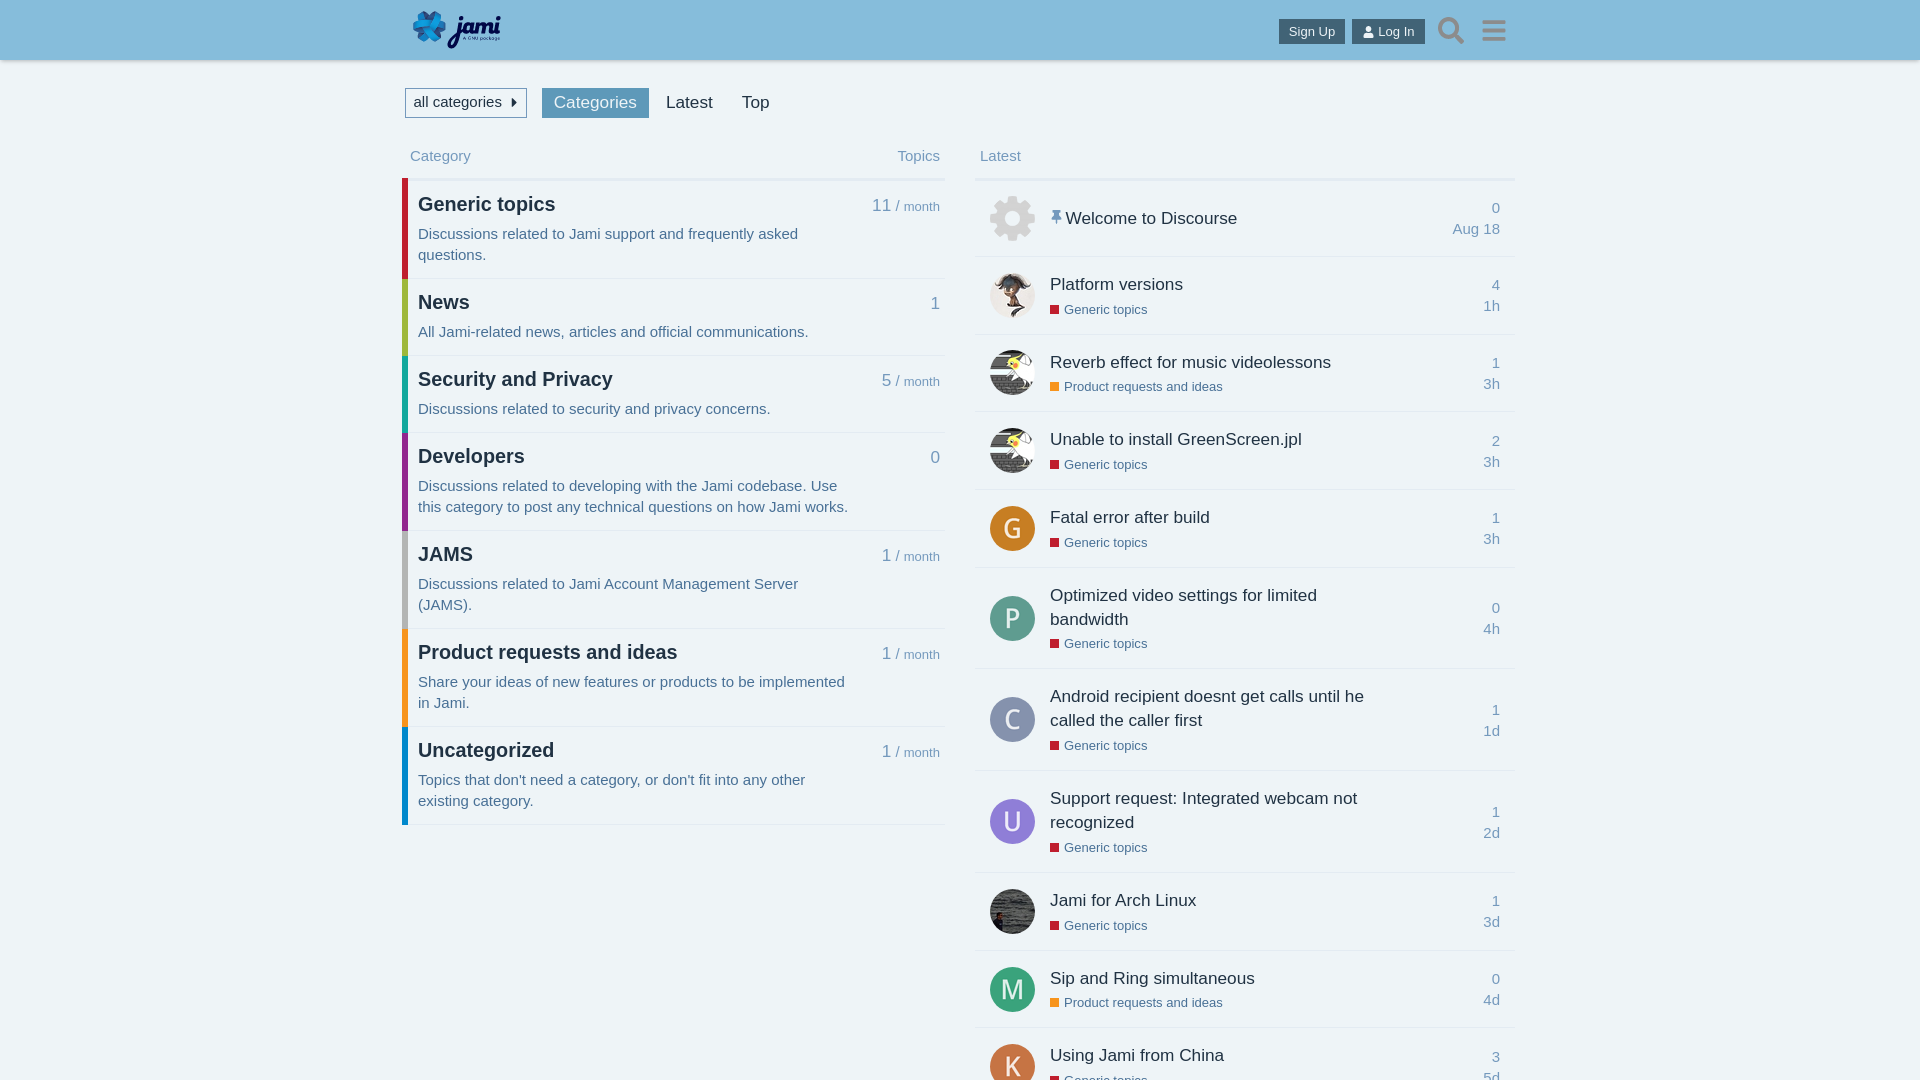 jami
A GNU package
Sign Up
Log In
all categories
Categories
Latest
Top
Category
Topics
Generic topics
11 / month
Discussions related to Jami support and frequently asked
questions.
News
1
All Jami-related news, articles and official communications.
Security and Privacy
5 / month
Discussions related to security and privacy concerns.
Developers
0
Discussions related to developing with the Jami codebase. Use
this category to post any technical questions on how Jami works.
JAMS
1 / month
Discussions related to Jami Account Management Server
(JAMS).
Product requests and ideas
1 / month
Share your ideas of new features or products to be implemented
in Jami.
Uncategorized
1 / month
Topics that don't need a category, or don't fit into any other
existing category.
Latest
Welcome to Discourse
0
Aug 18
Platform versions
Generic topics
4
1h
Reverb effect for music videolessons
Product requests and ideas
1
3h
Unable to install GreenScreen.jpl
Generic topics
2
3h
G
Fatal error after build
Generic topics
1
3h
P
Optimized video settings for limited
bandwidth
Generic topics
0
4h
C
Android recipient doesnt get calls until he
called the caller first
Generic topics
1
1d
U
Support request: Integrated webcam not
recognized
Generic topics
1
2d
Jami for Arch Linux
Generic topics
1
3d
M
Sip and Ring simultaneous
Product requests and ideas
0
4d
K
Using Jami from China
Generic topics
3
5d